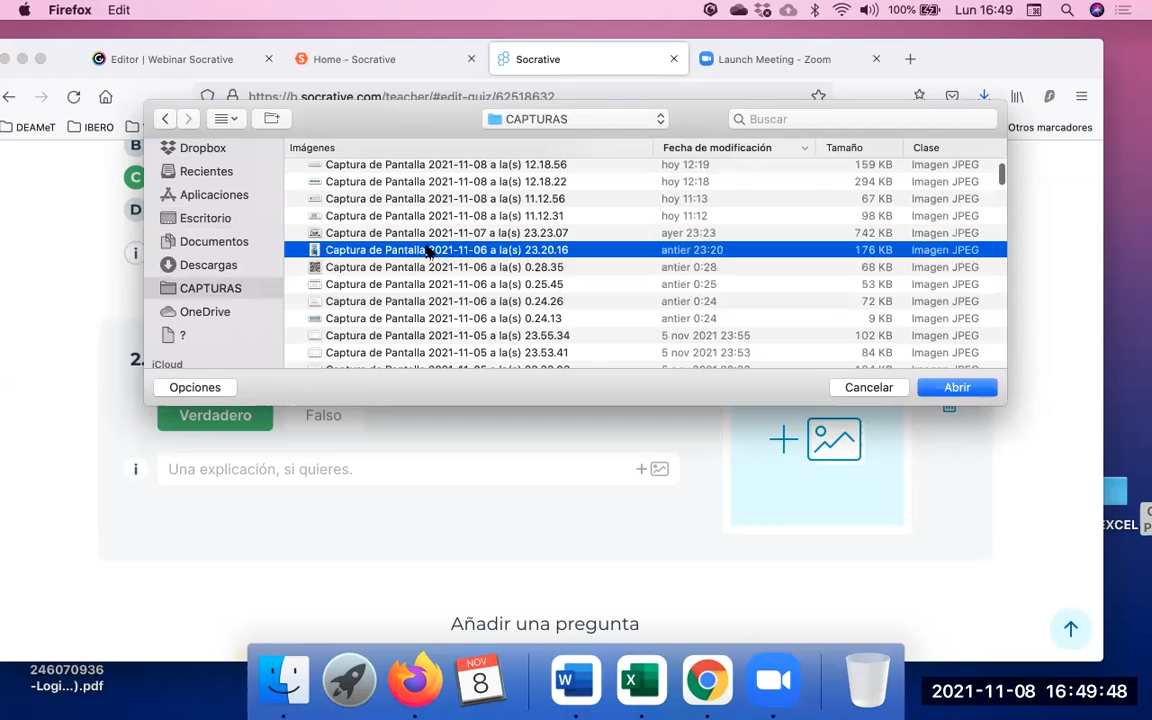 Firefox Edit 100% Lun 16:49
Editor | Webinar Socrative Home - Socrative Socrative Launch Meeting - Zoom
https://b.socrative.com/teacher/#edit-quiz/62518632
DEAMeT IBERO Otros marcadores
CAPTURAS Buscar
Dropbox
Recientes
Aplicaciones
Escritorio
Documentos
Descargas
CAPTURAS
OneDrive
?
iCloud
Imágenes Fecha de modificación Tamaño Clase
Captura de Pantalla 2021-11-08 a la(s) 12.18.56 hoy 12:19 159 KB Imagen JPEG
Captura de Pantalla 2021-11-08 a la(s) 12.18.22 hoy 12:18 294 KB Imagen JPEG
Captura de Pantalla 2021-11-08 a la(s) 11.12.56 hoy 11:13 67 KB Imagen JPEG
Captura de Pantalla 2021-11-08 a la(s) 11.12.31 hoy 11:12 98 KB Imagen JPEG
Captura de Pantalla 2021-11-07 a la(s) 23.23.07 ayer 23:23 742 KB Imagen JPEG
Captura de Pantalla 2021-11-06 a la(s) 23.20.16 antier 23:20 176 KB Imagen JPEG
Captura de Pantalla 2021-11-06 a la(s) 0.28.35 antier 0:28 68 KB Imagen JPEG
Captura de Pantalla 2021-11-06 a la(s) 0.25.45 antier 0:25 53 KB Imagen JPEG
Captura de Pantalla 2021-11-06 a la(s) 0.24.26 antier 0:24 72 KB Imagen JPEG
Captura de Pantalla 2021-11-06 a la(s) 0.24.13 antier 0:24 9 KB Imagen JPEG
Captura de Pantalla 2021-11-05 a la(s) 23.55.34 5 nov 2021 23:55 102 KB Imagen JPEG
Captura de Pantalla 2021-11-05 a la(s) 23.53.41 5 nov 2021 23:53 84 KB Imagen JPEG
Opciones Cancelar Abrir
B
C
D
2.
Verdadero Falso
Una explicación, si quieres.
EXCEL
Añadir una pregunta
246070936
-Logi...).pdf
NOV
8
2021-11-08 16:49:48